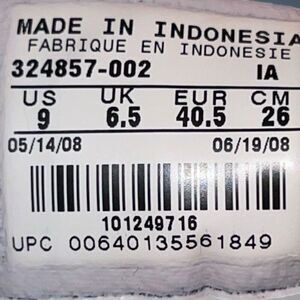 MADE IN INDONESIA
FABRIQUE EN INDONESIE
324857-002 IA
US UK EUR CM
9 6.5 40.5 26
05/14/08 06/19/08
101249716
UPC 00640135561849